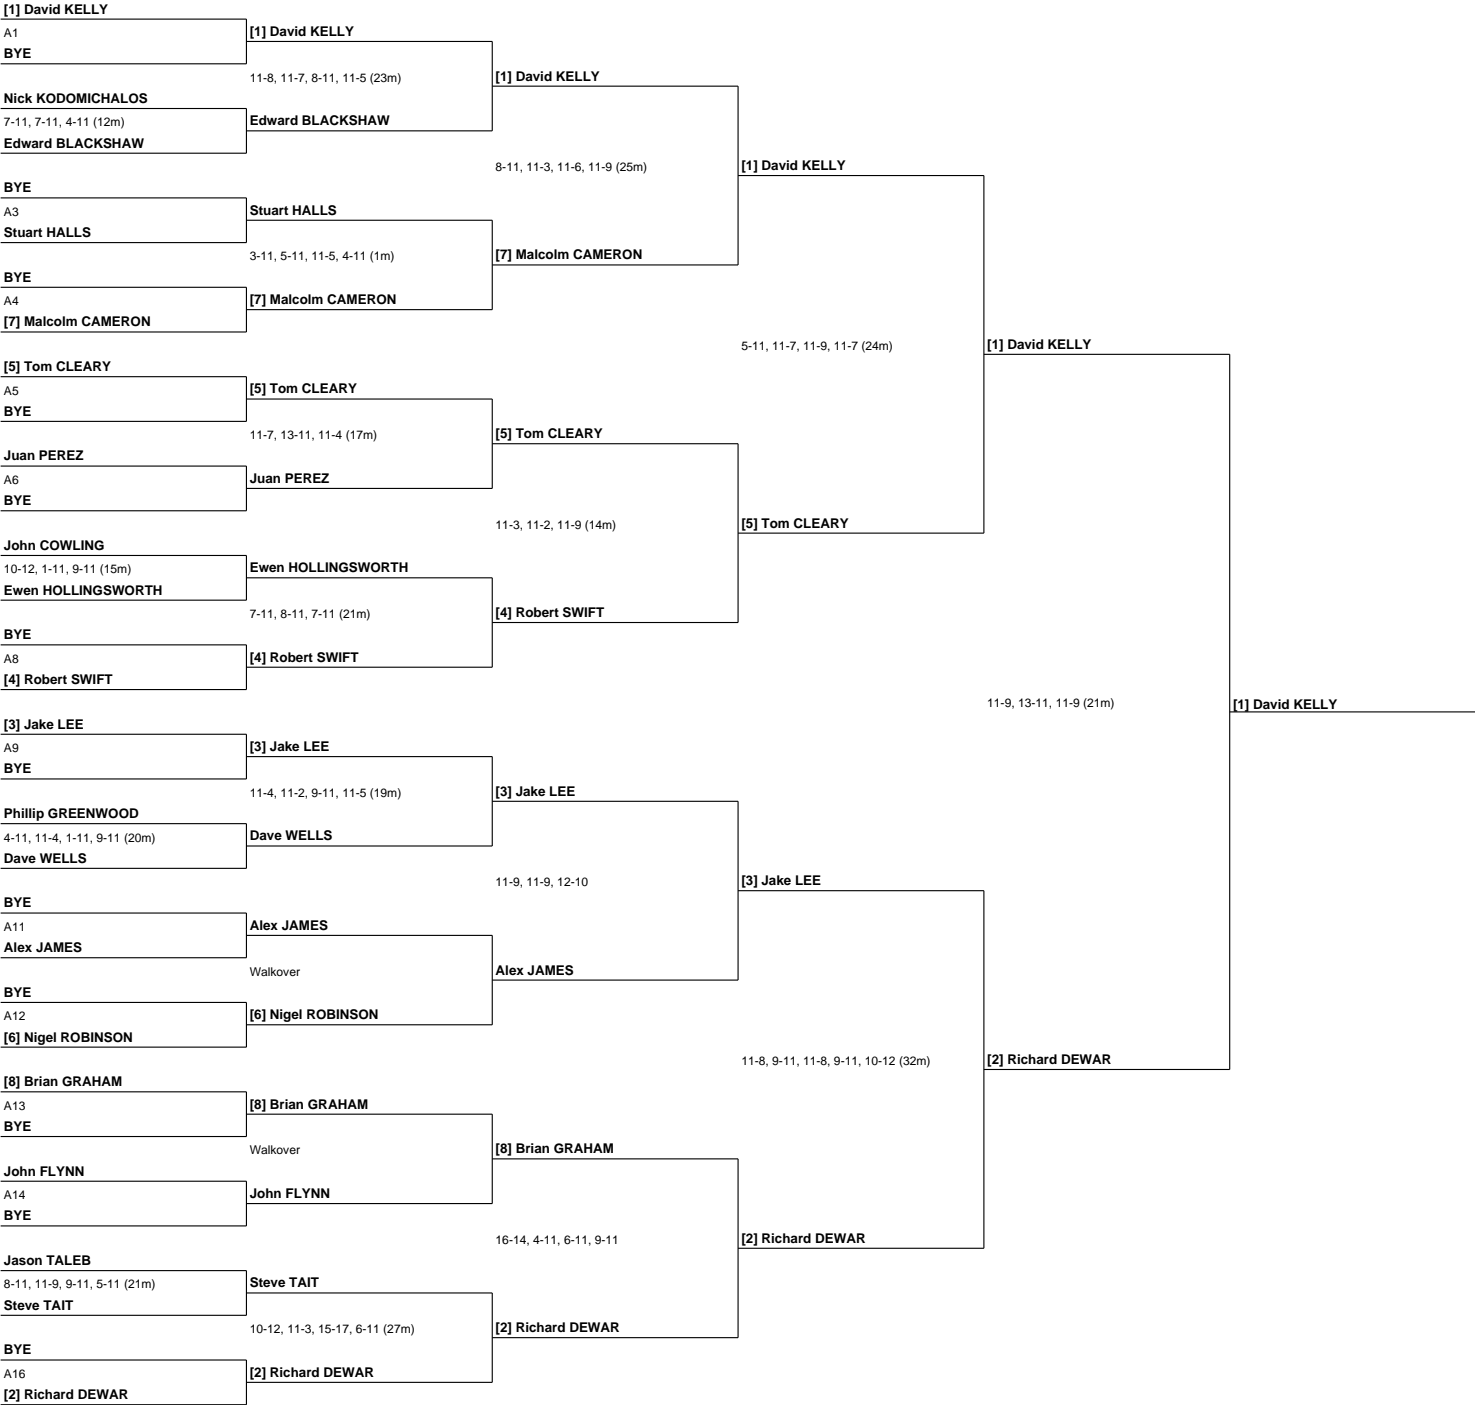 [1] David KELLY
A1
BYE
Nick KODOMICHALOS
7-11, 7-11, 4-11 (12m)
Edward BLACKSHAW
BYE
A3
Stuart HALLS
BYE
A4
[7] Malcolm CAMERON
[5] Tom CLEARY
A5
BYE
Juan PEREZ
A6
BYE
John COWLING
10-12, 1-11, 9-11 (15m)
Ewen HOLLINGSWORTH
BYE
A8
[4] Robert SWIFT
[3] Jake LEE
A9
BYE
Phillip GREENWOOD
4-11, 11-4, 1-11, 9-11 (20m)
Dave WELLS
BYE
A11
Alex JAMES
BYE
A12
[6] Nigel ROBINSON
[8] Brian GRAHAM
A13
BYE
John FLYNN
A14
BYE
Jason TALEB
8-11, 11-9, 9-11, 5-11 (21m)
Steve TAIT
BYE
A16
[2] Richard DEWAR
[1] David KELLY
11-8, 11-7, 8-11, 11-5 (23m)
Edward BLACKSHAW
Stuart HALLS
3-11, 5-11, 11-5, 4-11 (1m)
[7] Malcolm CAMERON
[5] Tom CLEARY
11-7, 13-11, 11-4 (17m)
Juan PEREZ
Ewen HOLLINGSWORTH
7-11, 8-11, 7-11 (21m)
[4] Robert SWIFT
[3] Jake LEE
11-4, 11-2, 9-11, 11-5 (19m)
Dave WELLS
Alex JAMES
Walkover
[6] Nigel ROBINSON
[8] Brian GRAHAM
Walkover
John FLYNN
Steve TAIT
10-12, 11-3, 15-17, 6-11 (27m)
[2] Richard DEWAR
[1] David KELLY
8-11, 11-3, 11-6, 11-9 (25m)
[7] Malcolm CAMERON
[5] Tom CLEARY
11-3, 11-2, 11-9 (14m)
[4] Robert SWIFT
[3] Jake LEE
11-9, 11-9, 12-10
Alex JAMES
[8] Brian GRAHAM
16-14, 4-11, 6-11, 9-11
[2] Richard DEWAR
[1] David KELLY
5-11, 11-7, 11-9, 11-7 (24m)
[5] Tom CLEARY
[3] Jake LEE
11-8, 9-11, 11-8, 9-11, 10-12 (32m)
[2] Richard DEWAR
[1] David KELLY
11-9, 13-11, 11-9 (21m)
[2] Richard DEWAR
[1] David KELLY